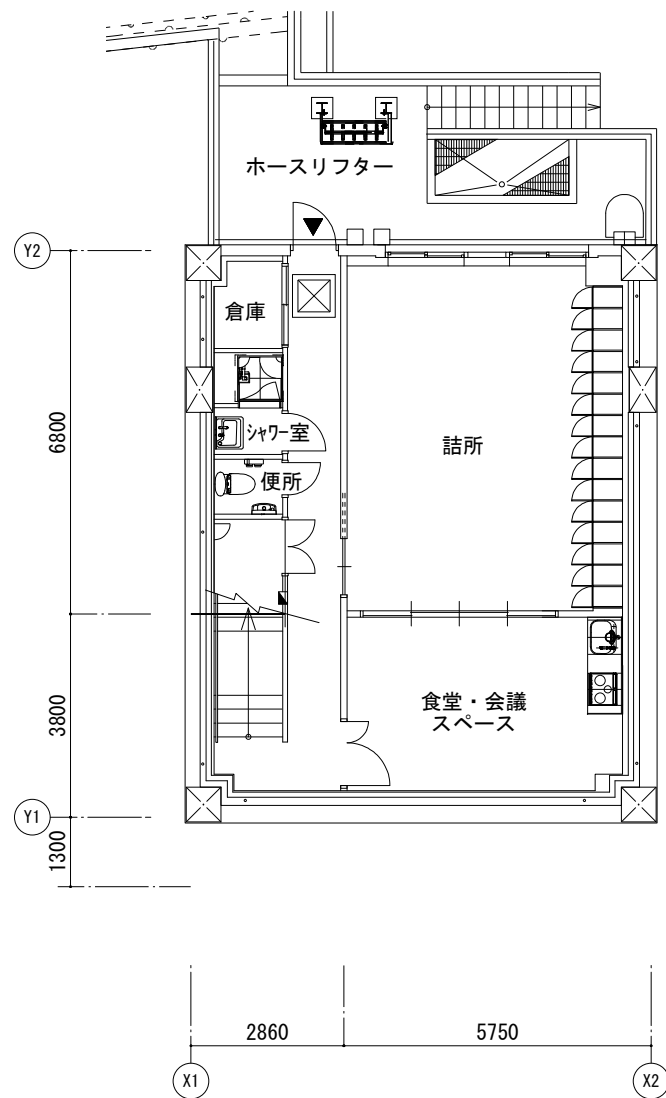 ホースリフター
Y2
倉庫
シャワー室
6800
詰所
便所
3800
食堂・会議
スペース
Y1
1300
2860
5750
X1
X2